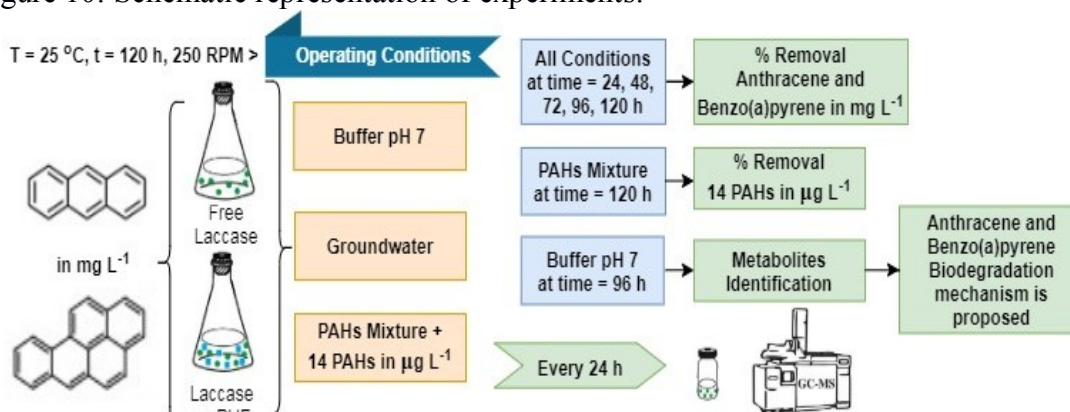 Figure 10: Schematic representation of experiments.
T = 25 °C, t = 120 h, 250 RPM >
Operating Conditions
Free
Laccase
in mg L⁻¹
Laccase
Buffer pH 7
Groundwater
PAHs Mixture +
14 PAHs in µg L⁻¹
All Conditions
at time = 24, 48,
72, 96, 120 h
% Removal
Anthracene and
Benzo(a)pyrene in mg L⁻¹
PAHs Mixture
at time = 120 h
% Removal
14 PAHs in µg L⁻¹
Buffer pH 7
at time = 96 h
Metabolites
Identification
Anthracene and
Benzo(a)pyrene
Biodegradation
mechanism is
proposed
Every 24 h
GC-MS